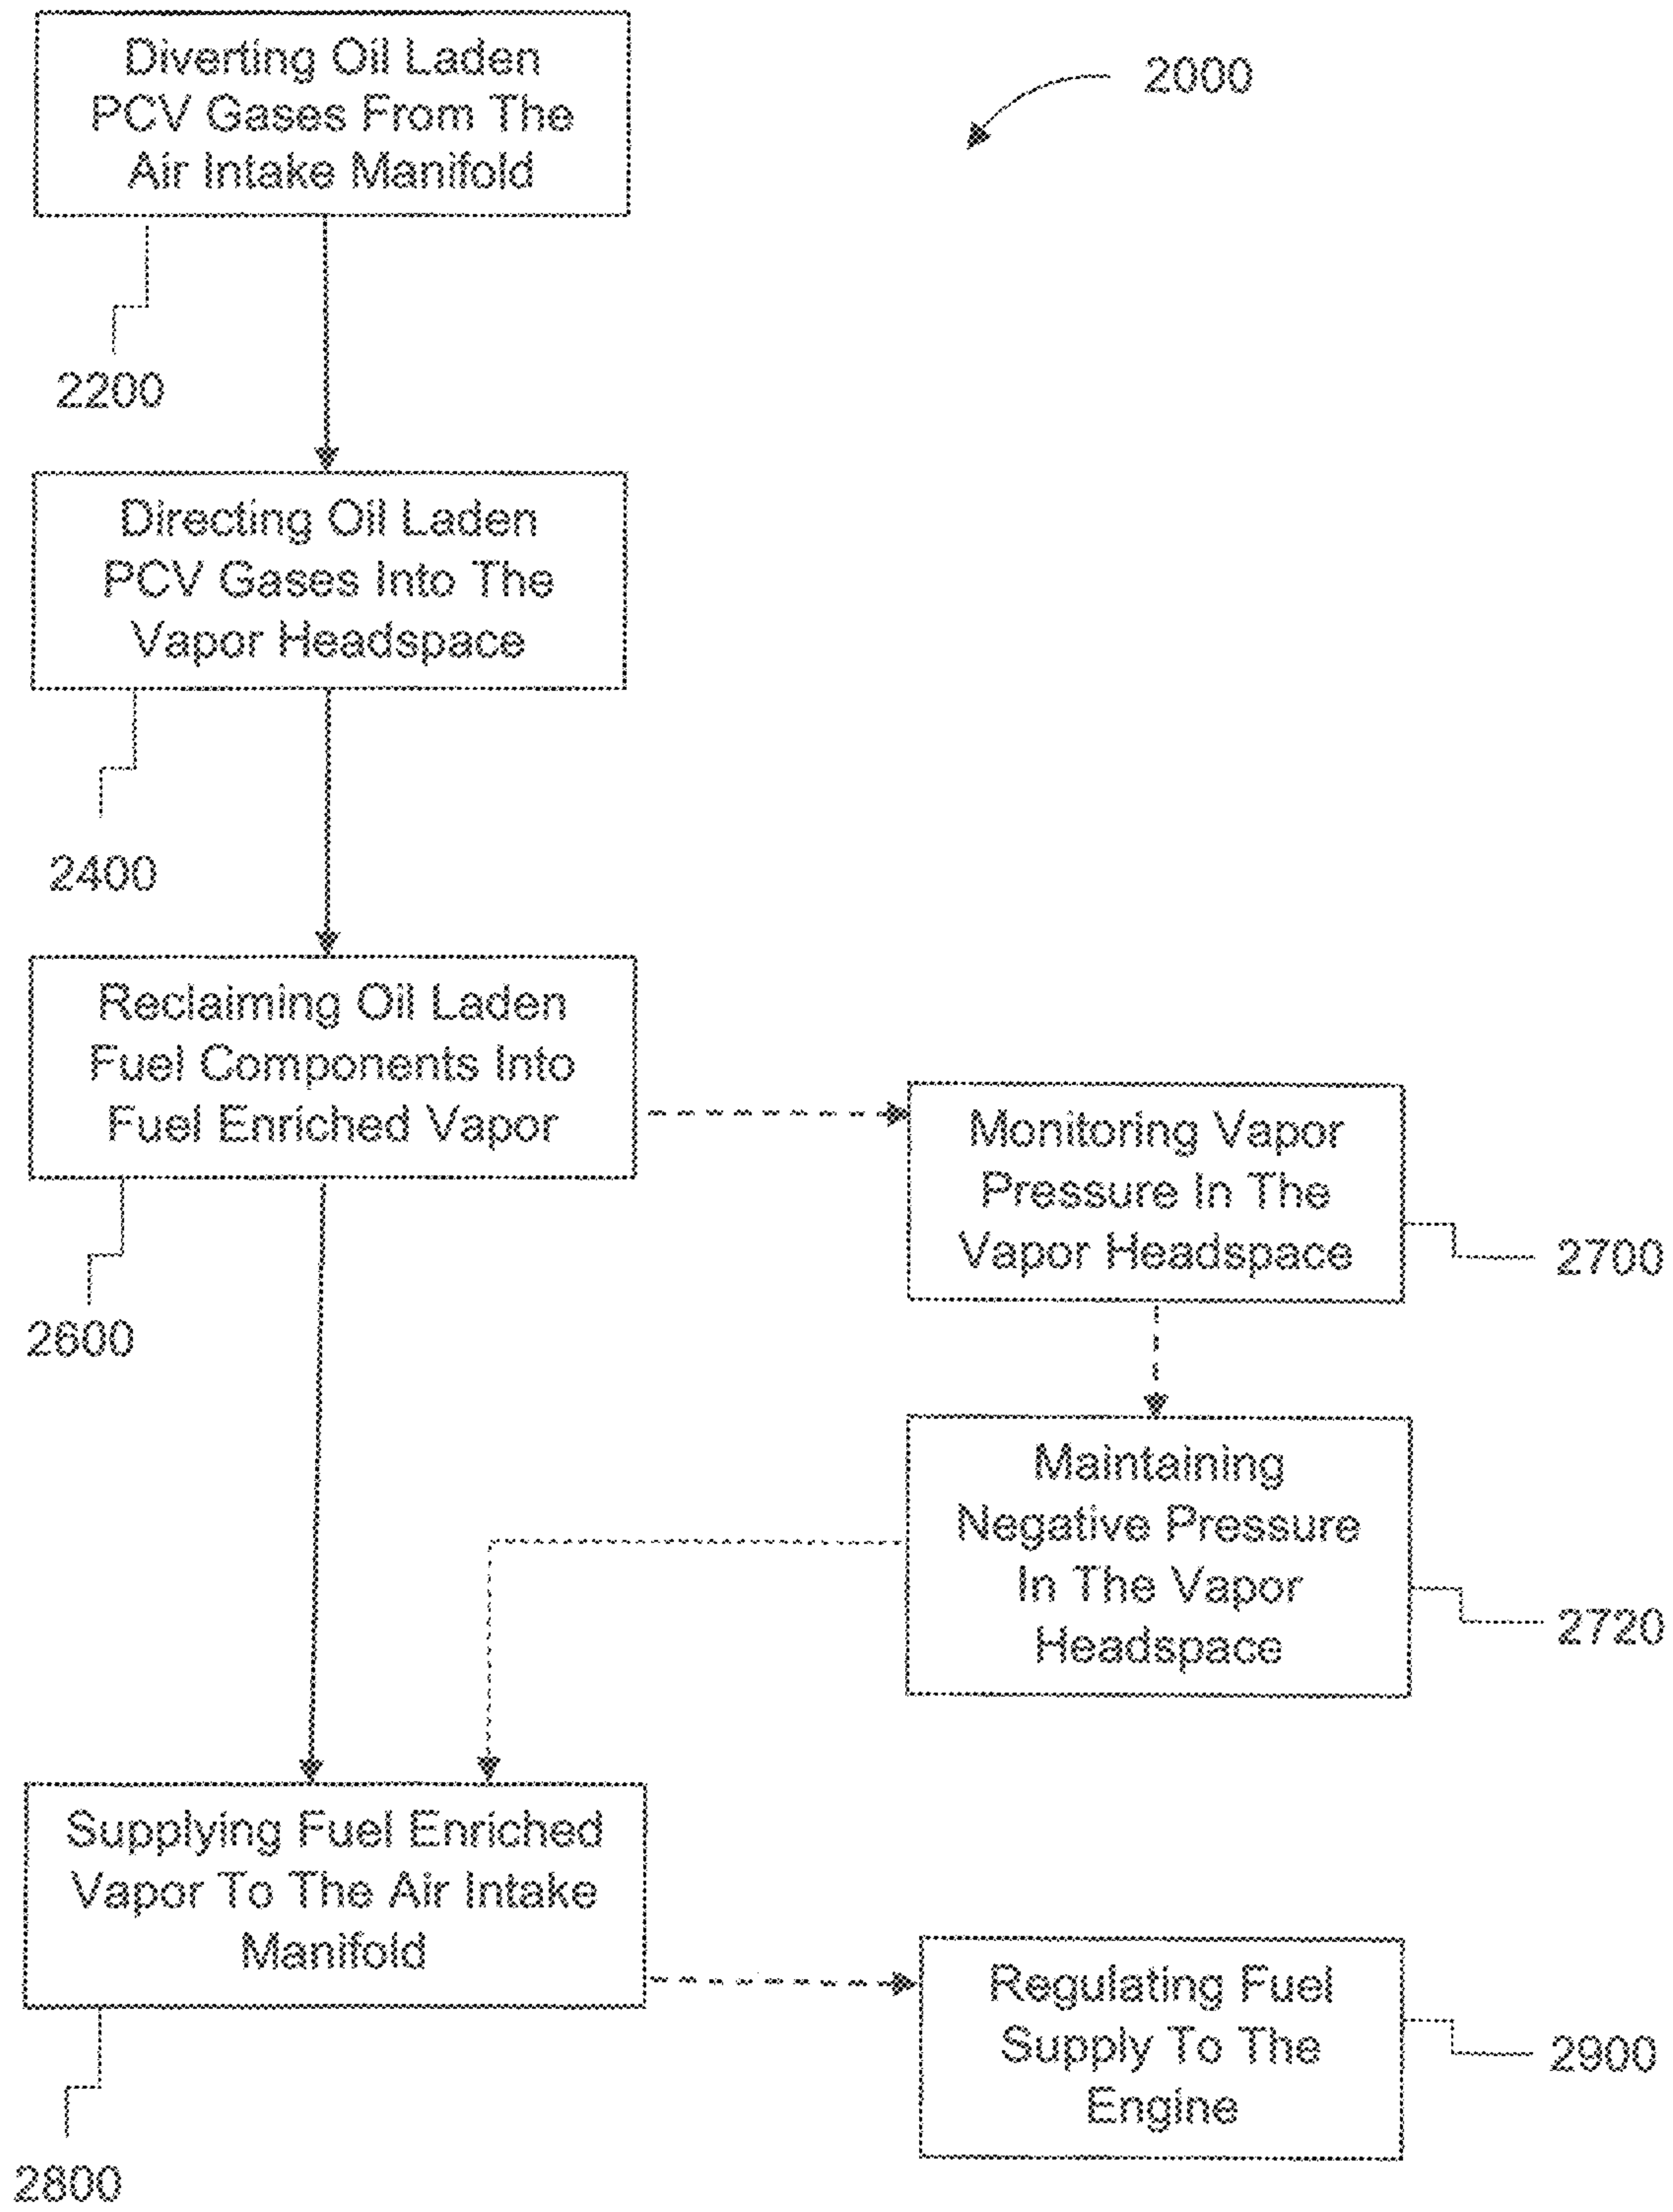 Diverting Oil Laden
PCV Gases From The
Air Intake Manifold
2000
2200
Directing Oil Laden
PCV Gases Into The
Vapor Headspace
2400
Reclaiming Oil Laden
Fuel Components Into
Fuel Enriched Vapor
2600
Monitoring Vapor
Pressure In The
Vapor Headspace
2700
Maintaining
Negative Pressure
In The Vapor
Headspace
2720
Supplying Fuel Enriched
Vapor To The Air Intake
Manifold
2800
Regulating Fuel
Supply To The
Engine
2900